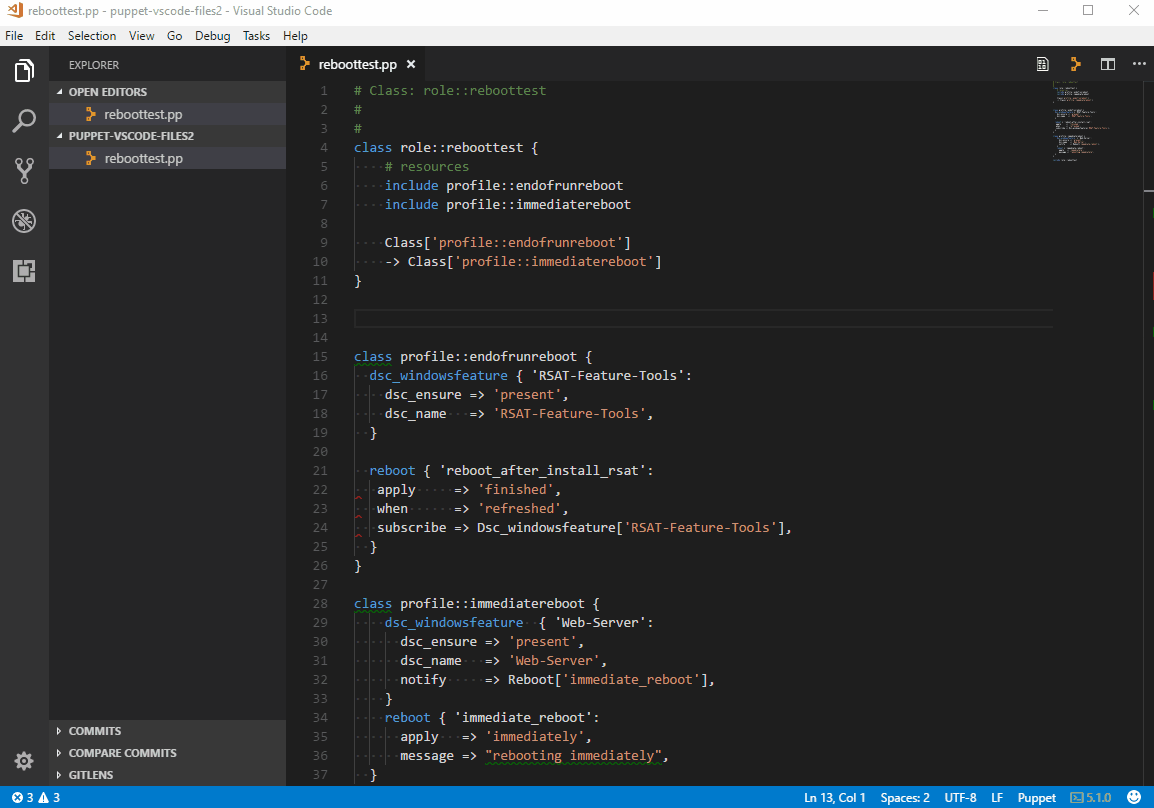 reboottest.pp - puppet-vscode-files2 - Visual Studio Code
File Edit Selection View Go Debug Tasks Help
EXPLORER
OPEN EDITORS
reboottest.pp
PUPPET-VSCODE-FILES2
reboottest.pp
COMMITS
COMPARE COMMITS
GITLENS
reboottest.pp ×
1 # Class: role::reboottest
2 #
3 #
4 class role::reboottest {
5 ····# resources
6 ····include profile::endofrunreboot
7 ····include profile::immediatereboot
8
9 ····Class['profile::endofrunreboot']
10 ····-> Class['profile::immediatereboot']
11 }
12
13
14
15 class profile::endofrunreboot {
16 ··dsc_windowsfeature { 'RSAT-Feature-Tools':
17 ····dsc_ensure => 'present',
18 ····dsc_name···=> 'RSAT-Feature-Tools',
19 ··}
20
21 ··reboot { 'reboot_after_install_rsat':
22 ···apply·····=> 'finished',
23 ···when······=> 'refreshed',
24 ···subscribe => Dsc_windowsfeature['RSAT-Feature-Tools'],
25 ··}
26 }
27
28 class profile::immediatereboot {
29 ····dsc_windowsfeature··{ 'Web-Server':
30 ······dsc_ensure => 'present',
31 ······dsc_name···=> 'Web-Server',
32 ······notify·····=> Reboot['immediate_reboot'],
33 ····}
34 ····reboot { 'immediate_reboot':
35 ······apply···=> 'immediately',
36 ······message => "rebooting immediately",
37 ··}
3 3 Ln 13, Col 1 Spaces: 2 UTF-8 LF Puppet 5.1.0